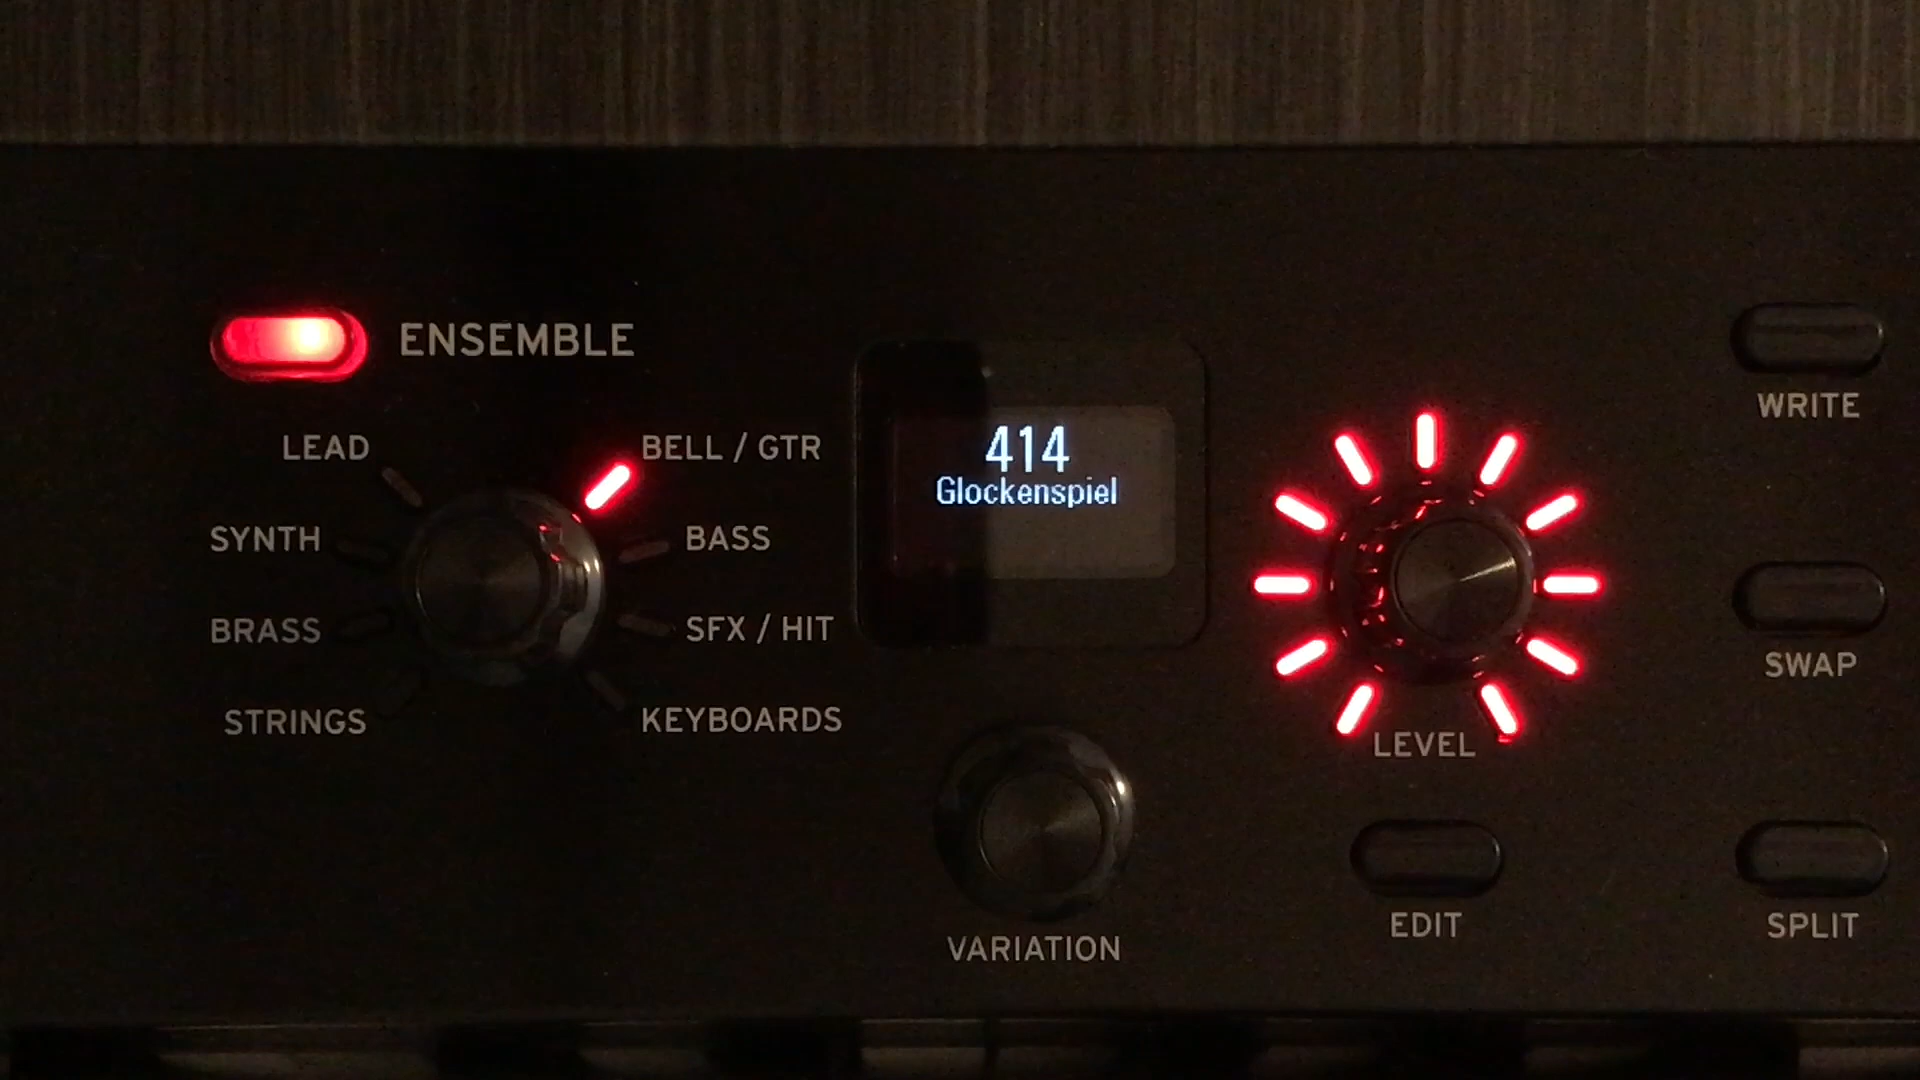 ENSEMBLE
LEAD
SYNTH
BRASS
STRINGS
BELL / GTR
BASS
SFX / HIT
KEYBOARDS
414
Glockenspiel
VARIATION
LEVEL
EDIT
WRITE
SWAP
SPLIT